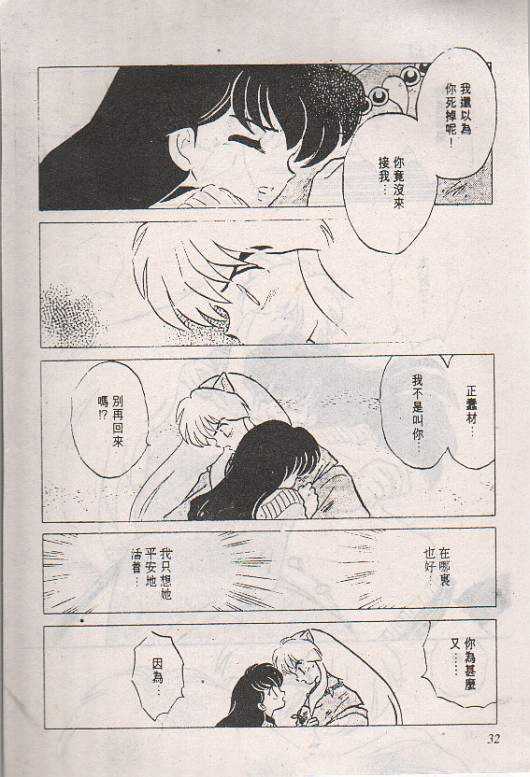 我還以為
你死掉呢！
你竟沒來
接我…
正蠢材…
我不是叫你…
別再回來
嗎!?
在哪裏
也好…
我只想她
平安地
活着…
你為甚麼
又……
因為…
32